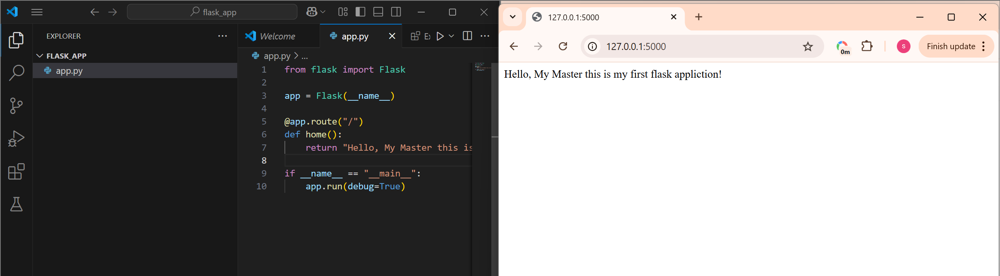 flask_app
EXPLORER
FLASK_APP
app.py
Welcome
app.py
app.py > ...
1 from flask import Flask
2
3 app = Flask(__name__)
4
5 @app.route("/")
6 def home():
7 return "Hello, My Master this is
8
9 if __name__ == "__main__":
10 app.run(debug=True)
127.0.0.1:5000
127.0.0.1:5000
0m
S
Finish update
Hello, My Master this is my first flask appliction!